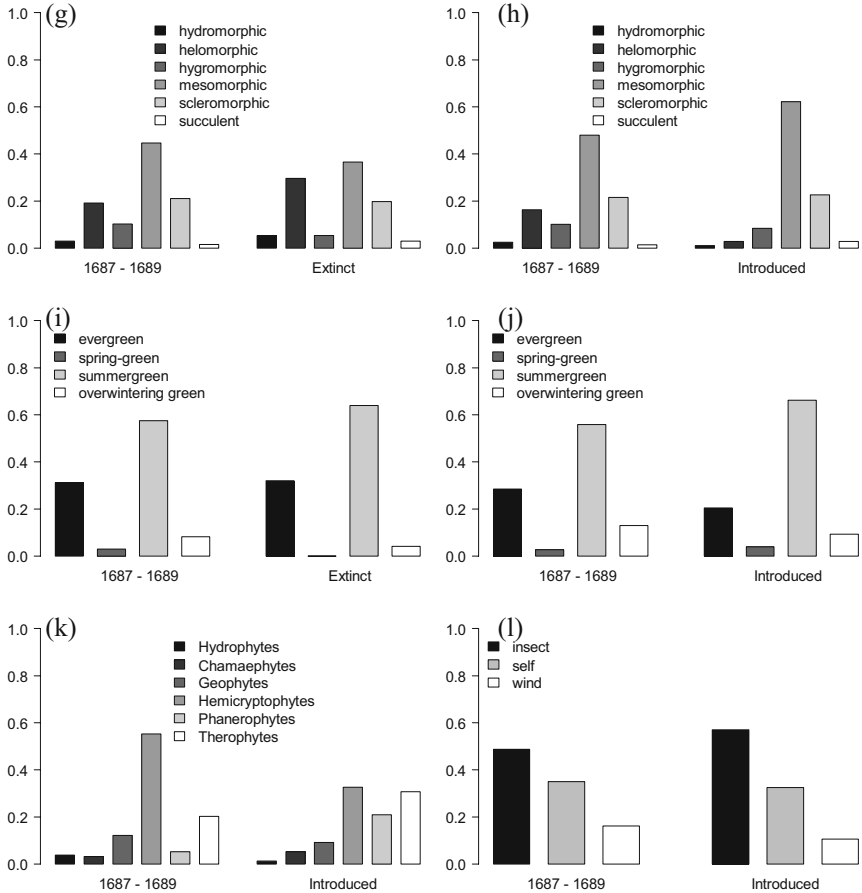 (g)
1.0
0.8
0.6
0.4
0.2
0.0
hydromorphic
helomorphic
hygromorphic
mesomorphic
scleromorphic
succulent
1687 - 1689
Extinct
(h)
1.0
0.8
0.6
0.4
0.2
0.0
hydromorphic
helomorphic
hygromorphic
mesomorphic
scleromorphic
succulent
1687 - 1689
Introduced
(i)
1.0
0.8
0.6
0.4
0.2
0.0
evergreen
spring-green
summergreen
overwintering green
1687 - 1689
Extinct
(j)
1.0
0.8
0.6
0.4
0.2
0.0
evergreen
spring-green
summergreen
overwintering green
1687 - 1689
Introduced
(k)
1.0
0.8
0.6
0.4
0.2
0.0
Hydrophytes
Chamaephytes
Geophytes
Hemicryptophytes
Phanerophytes
Therophytes
1687 - 1689
Introduced
(l)
1.0
0.8
0.6
0.4
0.2
0.0
insect
self
wind
1687 - 1689
Introduced